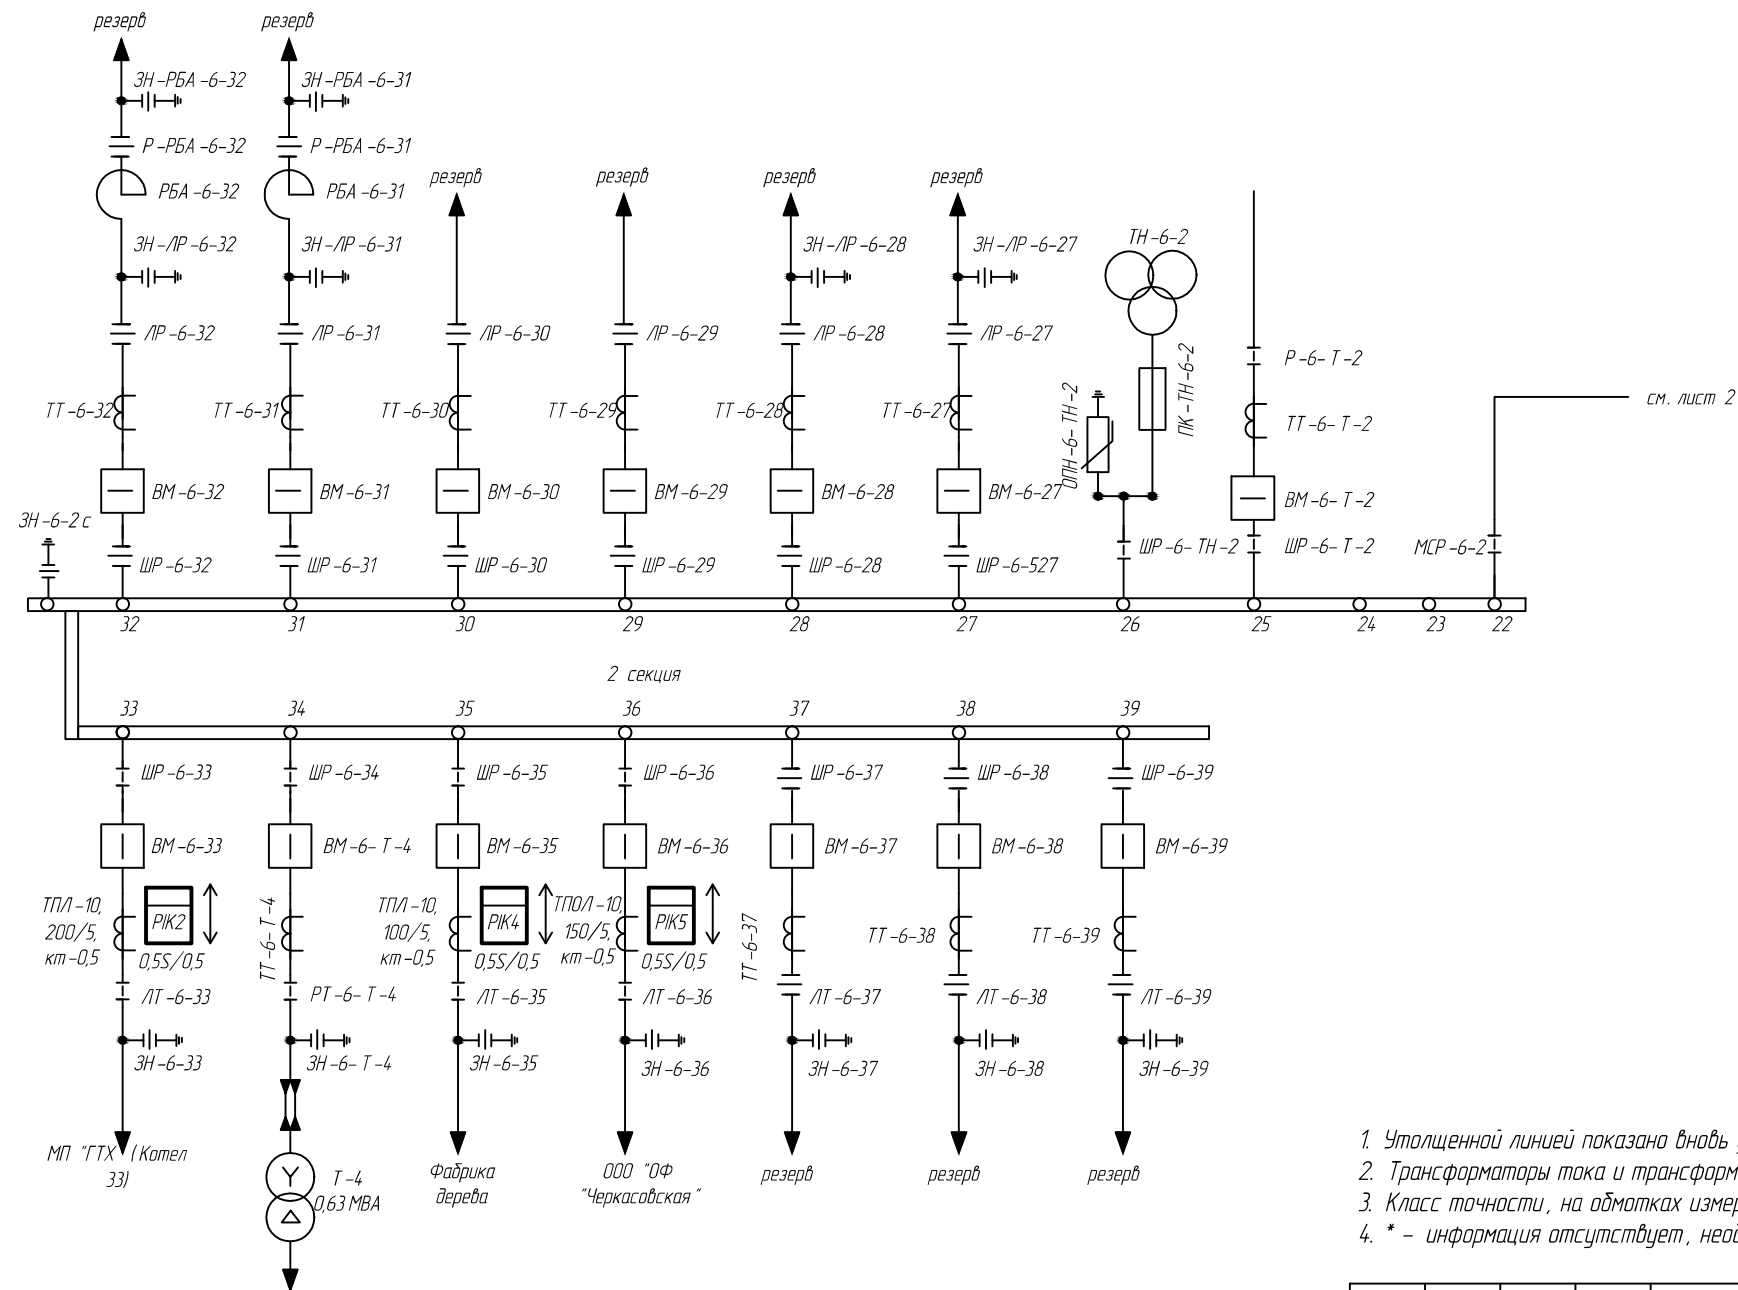 резерв
резерв
ЗН-РБА-6-32
ЗН-РБА-6-31
Р-РБА-6-32
Р-РБА-6-31
резерв
резерв
резерв
резерв
РБА-6-32
РБА-6-31
ЗН-ЛР-6-32
ЗН-ЛР-6-31
ЗН-ЛР-6-28
ЗН-ЛР-6-27
ТН-6-2
ЛР-6-32
ЛР-6-31
ЛР-6-30
ЛР-6-29
ЛР-6-28
ЛР-6-27
Р-6-Т-2
ПК-ТН-6-2
ОПН-6-ТН-2
см. лист 2
ТТ-6-32
ТТ-6-31
ТТ-6-30
ТТ-6-29
ТТ-6-28
ТТ-6-27
ТТ-6-Т-2
ВМ-6-32
ВМ-6-31
ВМ-6-30
ВМ-6-29
ВМ-6-28
ВМ-6-27
ВМ-6-Т-2
ЗН-6-2с
ШР-6-32
ШР-6-31
ШР-6-30
ШР-6-29
ШР-6-28
ШР-6-527
ШР-6-ТН-2
ШР-6-Т-2
МСР-6-2
32
31
30
29
28
27
26
25
24
23
22
2 секция
33
34
35
36
37
38
39
ШР-6-33
ШР-6-34
ШР-6-35
ШР-6-36
ШР-6-37
ШР-6-38
ШР-6-39
ВМ-6-33
ВМ-6-Т-4
ВМ-6-35
ВМ-6-36
ВМ-6-37
ВМ-6-38
ВМ-6-39
ТПЛ-10,
200/5,
кт-0,5
PIK2
0,5S/0,5
ТТ-6-Т-4
ТПЛ-10,
100/5,
кт-0,5
PIK4
0,5S/0,5
ТПОЛ-10,
150/5,
кт-0,5
PIK5
0,5S/0,5
ТТ-6-37
ТТ-6-38
ТТ-6-39
ЛТ-6-33
РТ-6-Т-4
ЛТ-6-35
ЛТ-6-36
ЛТ-6-37
ЛТ-6-38
ЛТ-6-39
ЗН-6-33
ЗН-6-Т-4
ЗН-6-35
ЗН-6-36
ЗН-6-37
ЗН-6-38
ЗН-6-39
МП "ГТХ" (Котел
33)
Т-4
0,63 МВА
Фабрика
дерева
ООО "ОФ
"Черкасовская"
резерв
резерв
резерв
1. Утолщенной линией показано вновь
2. Трансформаторы тока и трансформ
3. Класс точности, на обмотках измер
4. * - информация отсутствует, необ